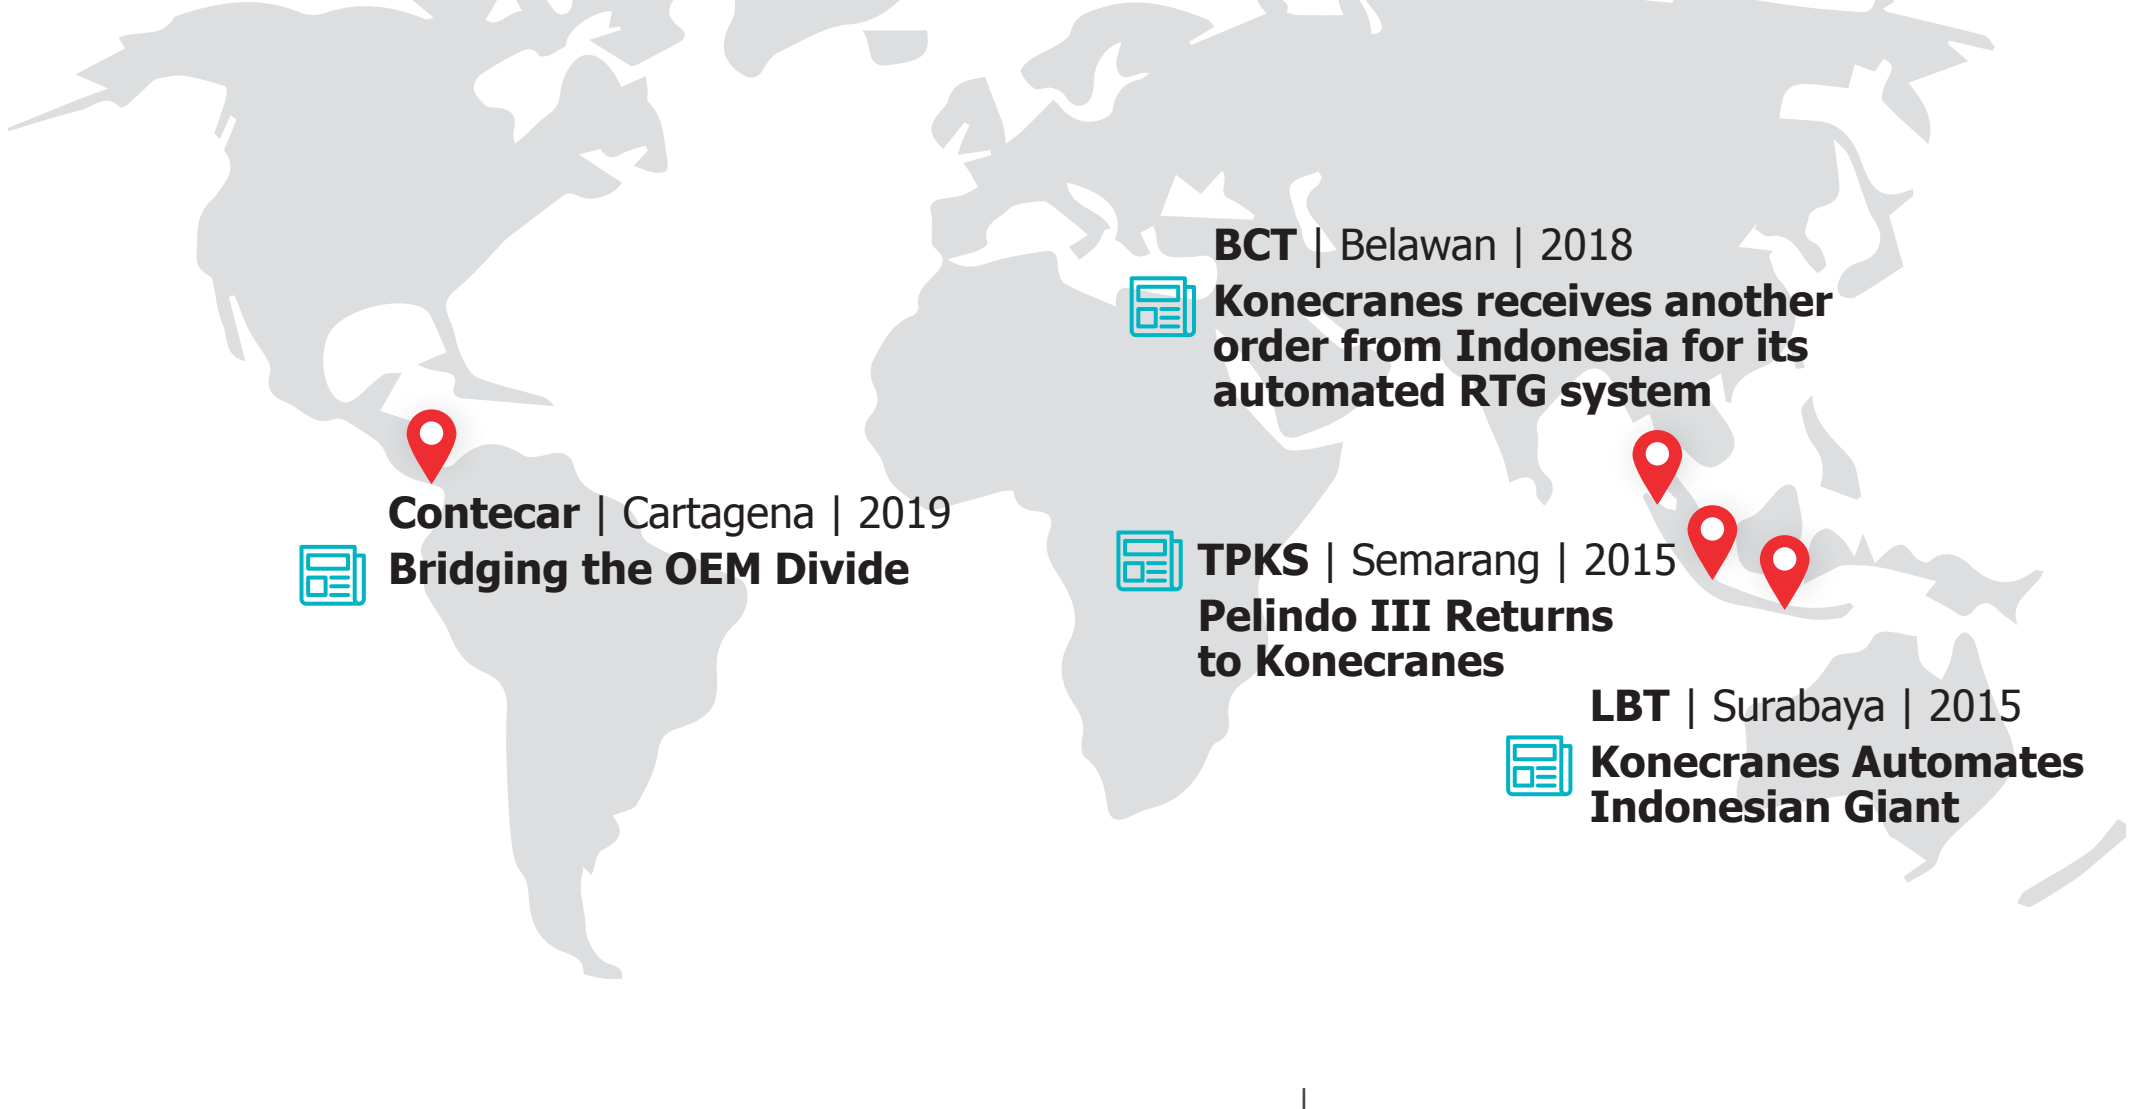 BCT | Belawan | 2018
Konecranes receives another
order from Indonesia for its
automated RTG system
Contecar | Cartagena | 2019
Bridging the OEM Divide
TPKS | Semarang | 2015
Pelindo III Returns
to Konecranes
LBT | Surabaya | 2015
Konecranes Automates
Indonesian Giant